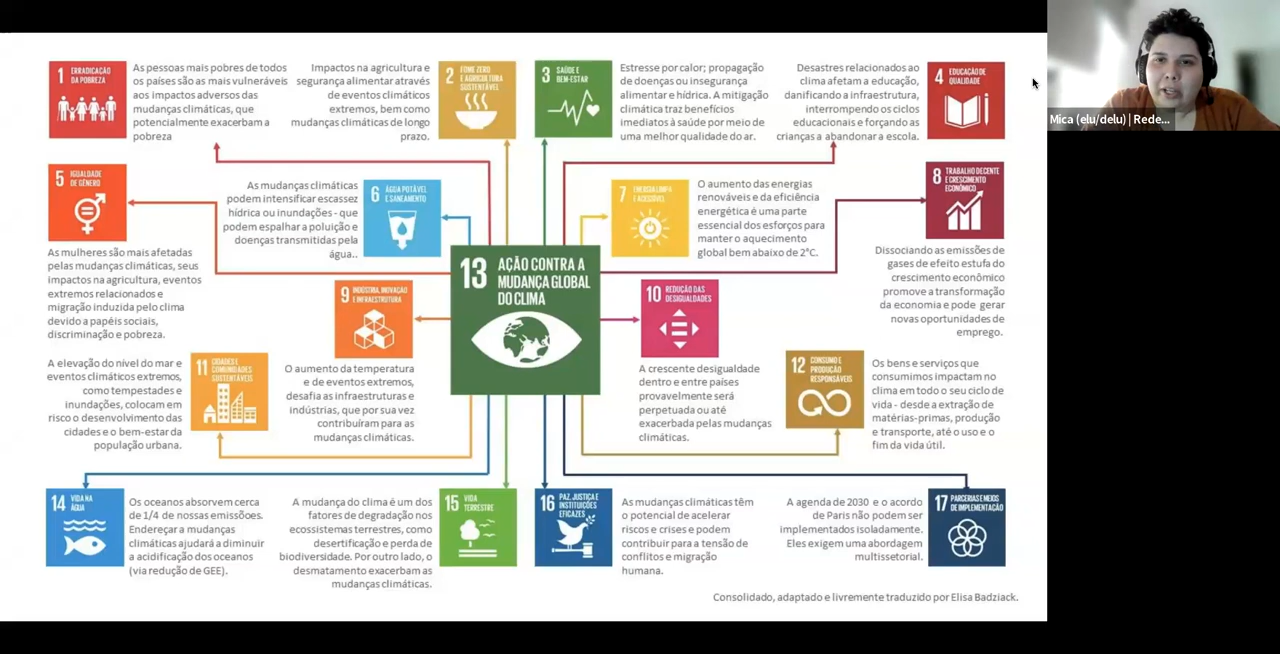 1 ERRADICAÇÃO
DA POBREZA
As pessoas mais pobres de todos
os países são as mais vulneráveis
aos impactos adversos das
mudanças climáticas, que
potencialmente exacerbam a
pobreza
Impactos na agricultura e
segurança alimentar através
de eventos climáticos
extremos, bem como
mudanças climáticas de longo
prazo.
2 FOME ZERO
E AGRICULTURA
SUSTENTÁVEL
3 SAÚDE E
BEM-ESTAR
Estresse por calor; propagação
de doenças ou insegurança
alimentar e hídrica. A mitigação
climática traz benefícios
imediatos à saúde por meio de
uma melhor qualidade do ar.
Desastres relacionados ao
clima afetam a educação,
danificando a infraestrutura,
interrompendo os ciclos
educacionais e forçando as
crianças a abandonar a escola.
4 EDUCAÇÃO DE
QUALIDADE
Mica (elu/delu) | Rede...
5 IGUALDADE
DE GÊNERO
As mulheres são mais afetadas
pelas mudanças climáticas, seus
impactos na agricultura, eventos
extremos relacionados e
migração induzida pelo clima
devido a papéis sociais,
discriminação e pobreza.
As mudanças climáticas
podem intensificar escassez
hídrica ou inundações - que
podem espalhar a poluição e
doenças transmitidas pela
água..
6 ÁGUA POTÁVEL
E SANEAMENTO
7 ENERGIA LIMPA
E ACESSÍVEL
O aumento das energias
renováveis e da eficiência
energética é uma parte
essencial dos esforços para
manter o aquecimento
global bem abaixo de 2°C.
8 TRABALHO DECENTE
E CRESCIMENTO
ECONÔMICO
Dissociando as emissões de
gases de efeito estufa do
crescimento econômico
promove a transformação
da economia e pode gerar
novas oportunidades de
emprego.
13 AÇÃO CONTRA A
MUDANÇA GLOBAL
DO CLIMA
9 INDÚSTRIA, INOVAÇÃO
E INFRAESTRUTURA
O aumento da temperatura
e de eventos extremos,
desafia as infraestruturas e
indústrias, que por sua vez
contribuíram para as
mudanças climáticas.
10 REDUÇÃO DAS
DESIGUALDADES
A crescente desigualdade
dentro e entre países
provavelmente será
perpetuada ou até
exacerbada pelas mudanças
climáticas.
A elevação do nível do mar e
eventos climáticos extremos,
como tempestades e
inundações, colocam em
risco o desenvolvimento das
cidades e o bem-estar da
população urbana.
11 CIDADES E
COMUNIDADES
SUSTENTÁVEIS
12 CONSUMO E
PRODUÇÃO
RESPONSÁVEIS
Os bens e serviços que
consumimos impactam no
clima em todo o seu ciclo de
vida - desde a extração de
matérias-primas, produção
e transporte, até o uso e o
fim da vida útil.
14 VIDA NA
ÁGUA
Os oceanos absorvem cerca
de 1/4 de nossas emissões.
Endereçar a mudanças
climáticas ajudará a diminuir
a acidificação dos oceanos
(via redução de GEE).
A mudança do clima é um dos
fatores de degradação nos
ecossistemas terrestres, como
desertificação e perda de
biodiversidade. Por outro lado, o
desmatamento exacerbam as
mudanças climáticas.
15 VIDA
TERRESTRE
16 PAZ, JUSTIÇA E
INSTITUIÇÕES
EFICAZES
As mudanças climáticas têm
o potencial de acelerar
riscos e crises e podem
contribuir para a tensão de
conflitos e migração
humana.
A agenda de 2030 e o acordo
de Paris não podem ser
implementados isoladamente.
Eles exigem uma abordagem
multissetorial.
17 PARCERIAS E MEIOS
DE IMPLEMENTAÇÃO
Consolidado, adaptado e livremente traduzido por Elisa Badziack.